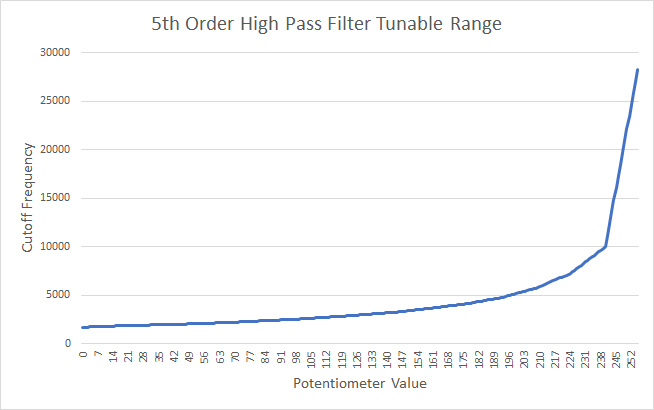 5th Order High Pass Filter Tunable Range
30000
25000
20000
15000
10000
5000
0
Cutoff Frequency
0 7 14 21 28 35 42 49 56 63 70 77 84 91 98 105 112 119 126 133 140 147 154 161 168 175 182 189 196 203 210 217 224 231 238 245 252
Potentiometer Value